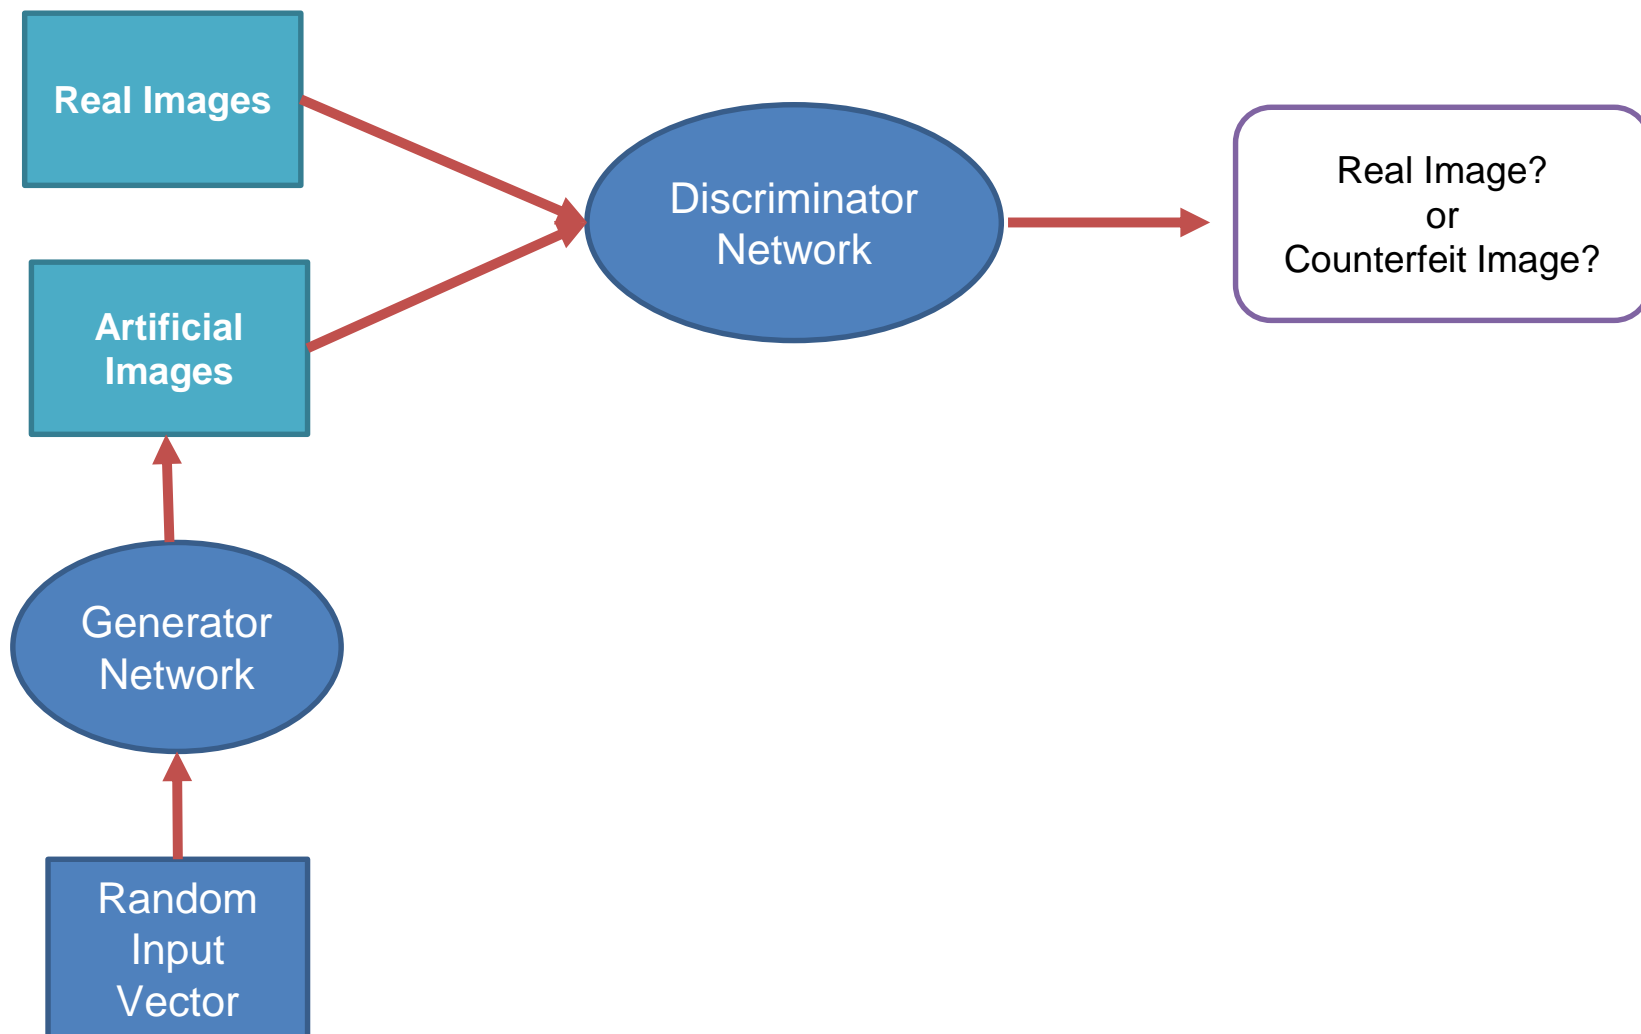 Real Images
Discriminator
Network
Real Image?
or
Counterfeit Image?
Artificial
Images
Generator
Network
Random
Input
Vector